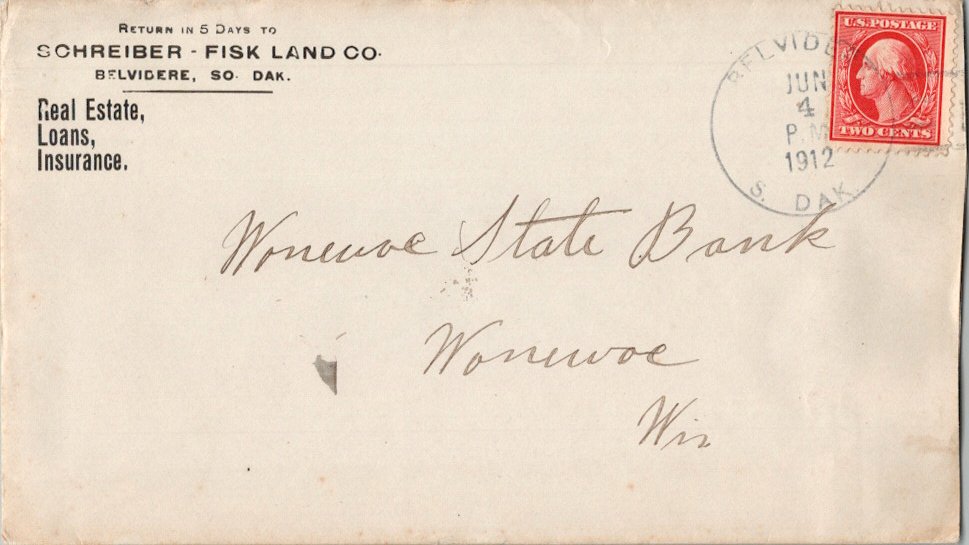 RETURN IN 5 DAYS TO
SCHREIBER - FISK LAND CO.
BELVIDERE, SO. DAK.
Real Estate,
Loans,
Insurance.
BELVIDERE
JUN
4
P.M.
1912
S. DAK.
U.S. POSTAGE
TWO CENTS
Wonewoc State Bank
Wonewoc
Wis